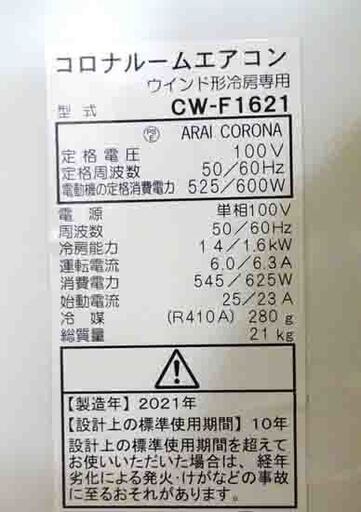 コロナルームエアコン
ウインド形冷房専用
型式 CW-F1621
PSE ARAI CORONA
定格電圧 100V
定格周波数 50/60Hz
電動機の定格消費電力 525/600W
電源 単相100V
周波数 50/60Hz
冷房能力 1.4/1.6kW
運転電流 6.0/6.3A
消費電力 545/625W
始動電流 25/23A
冷媒 (R410A) 280g
総質量 21kg
【製造年】2021年
【設計上の標準使用期間】10年
設計上の標準使用期間を超えて
お使いいただいた場合は、経年
劣化による発火・けがなどの事故
に至るおそれがあります。